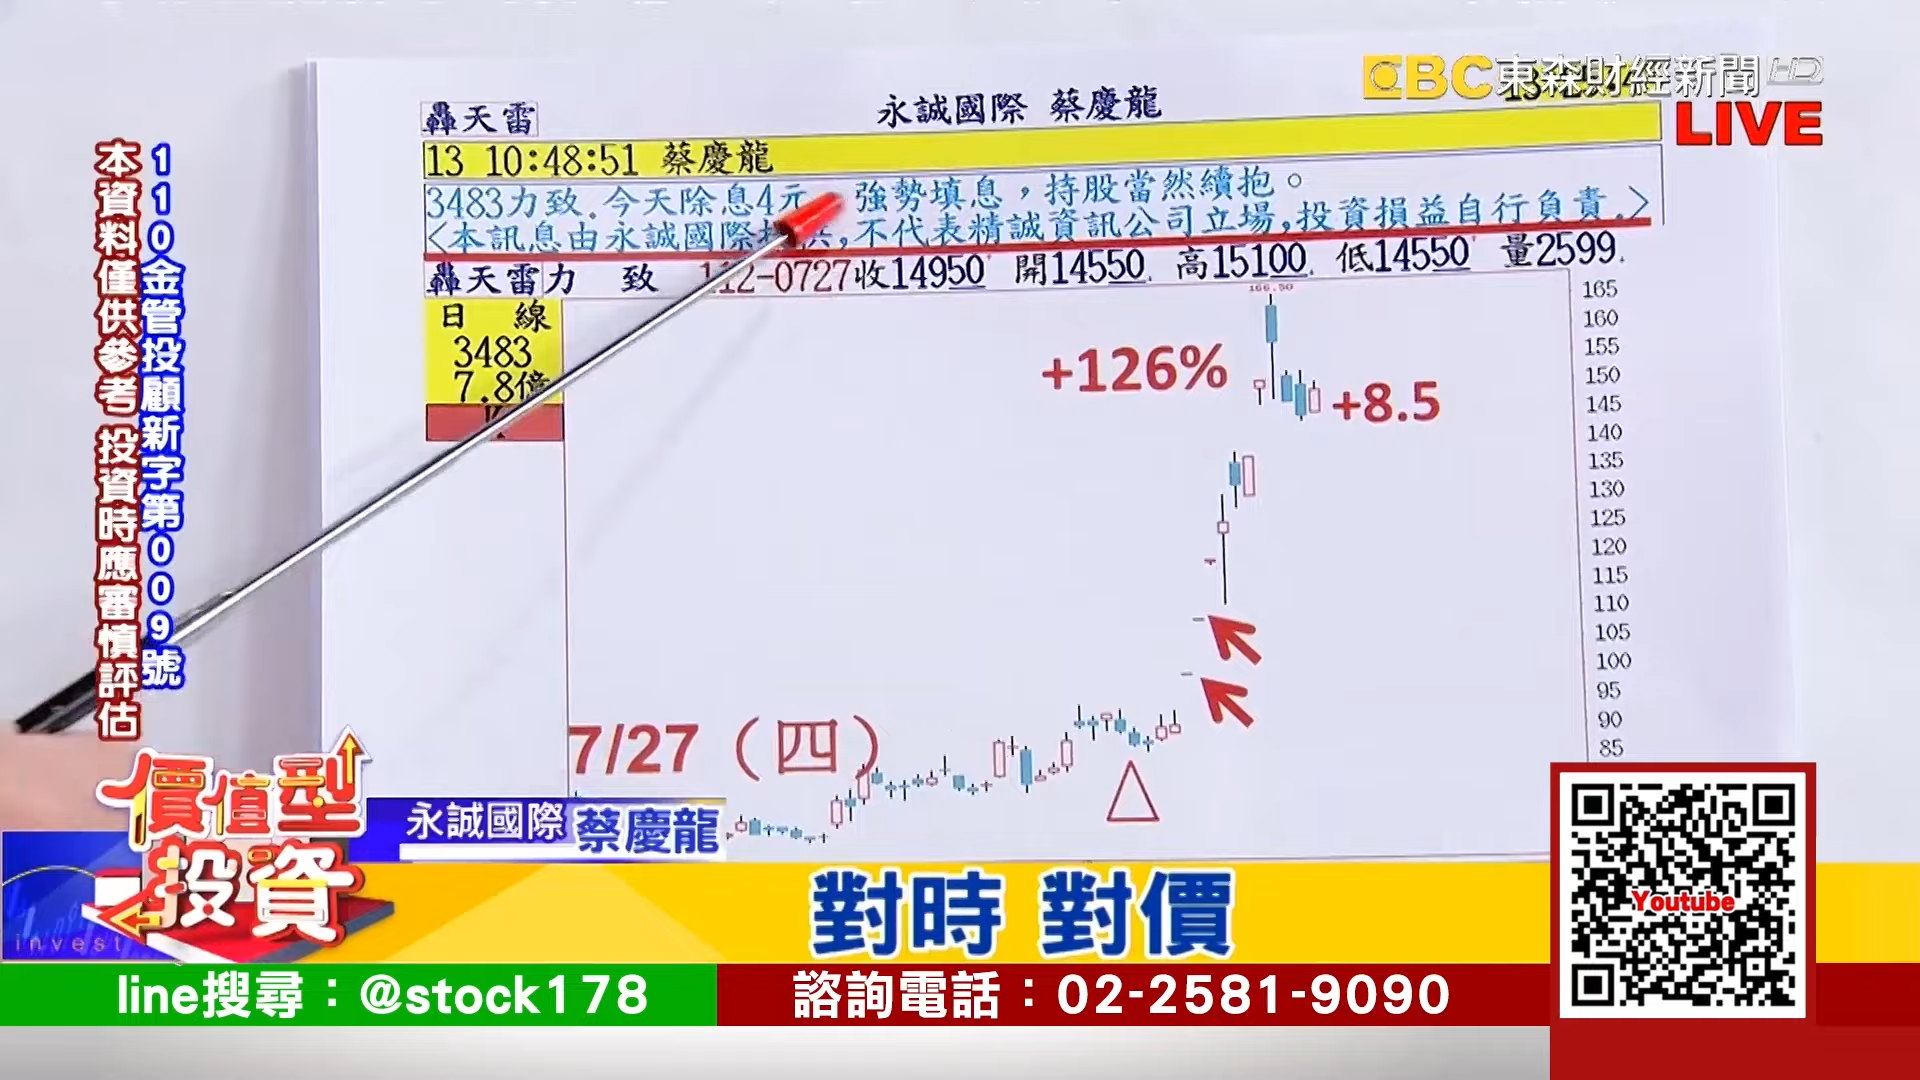 EBC東森財經新聞HD
LIVE
轟天雷
永誠國際 蔡慶龍
13 10:48:51 蔡慶龍
3483力致.今天除息4元 強勢填息,持股當然續抱。
<本訊息由永誠國際 ,不代表精誠資訊公司立場,投資損益自行負責.>
轟天雷力 致 112-0727收14950 開14550 高15100 低14550 量2599
日 線
3483
7.8億
K
166.50
+126%
+8.5
7/27(四)
165
160
155
150
145
140
135
130
125
120
115
110
105
100
95
90
85
110金管投顧新字第009號
本資料僅供參考 投資時應審慎評估
價值型
投資
invest
永誠國際 蔡慶龍
對時 對價
Youtube
line搜尋:@stock178
諮詢電話:02-2581-9090